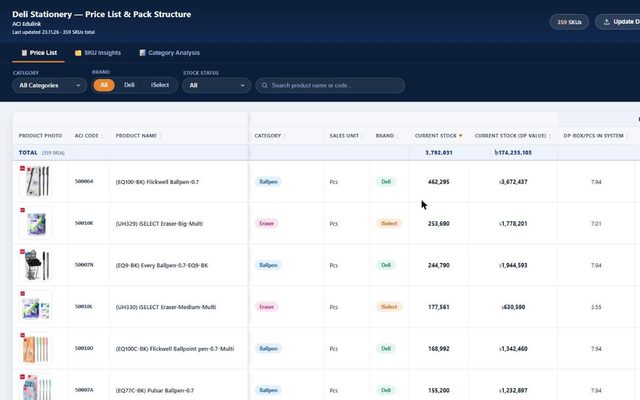 Deli Stationery — Price List & Pack Structure
ACI Edulink
Last updated 23.11.26 · 359 SKUs total
359 SKUs
Update D
Price List
SKU Insights
Category Analysis
CATEGORY
BRAND
STOCK STATUS
All Categories
All
Deli
iSelect
All
Search product name or code...
PRODUCT PHOTO
ACI CODE
PRODUCT NAME
CATEGORY
SALES UNIT
BRAND
CURRENT STOCK
CURRENT STOCK (DP VALUE)
DP-BOX/PCS IN SYSTEM
TOTAL (359 SKUs)
3,792,031
৳174,235,105
500064
(EQ100-BK) Flickwell Ballpen-0.7
Ballpen
Pcs
Deli
462,295
৳3,672,437
7.94
50010K
(UH329) iSELECT Eraser-Big-Multi
Eraser
Pcs
iSelect
253,690
৳1,778,201
7.01
50007N
(EQ9-BK) Every Ballpen-0.7-EQ9-BK
Ballpen
Pcs
Deli
244,790
৳1,944,593
7.94
50010L
(UH330) iSELECT Eraser-Medium-Multi
Eraser
Pcs
iSelect
177,561
৳630,590
3.55
50010O
(EQ100C-BK) Flickwell Ballpoint pen-0.7-Multi
Ballpen
Pcs
Deli
168,992
৳1,342,460
7.94
50007A
(EQ77C-BK) Pulsar Ballpen-0.7
Ballpen
Pcs
Deli
155,200
৳1,232,897
7.94